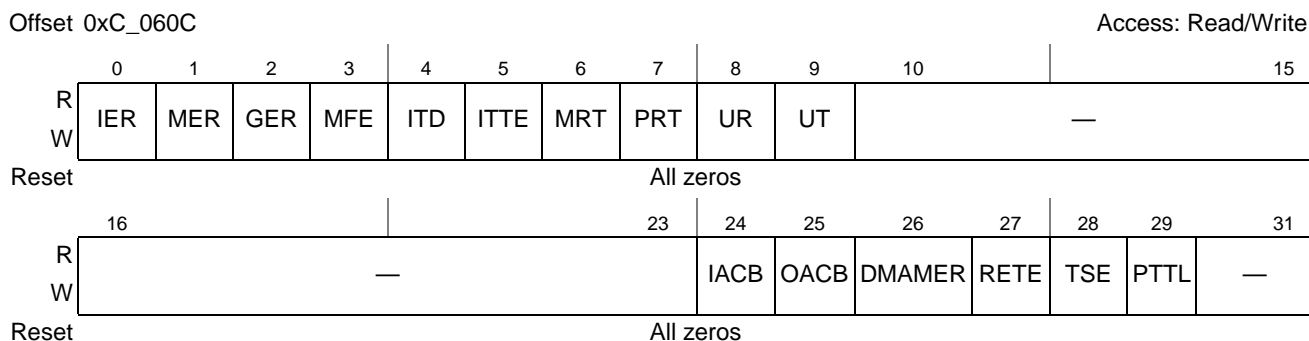 Offset 0xC_060C Access: Read/Write
0 1 2 3 4 5 6 7 8 9 10 15
R
W
IER MER GER MFE ITD ITTE MRT PRT UR UT —
Reset All zeros
16 23 24 25 26 27 28 29 31
R
W
— IACB OACB DMAMER RETE TSE PTTL —
Reset All zeros